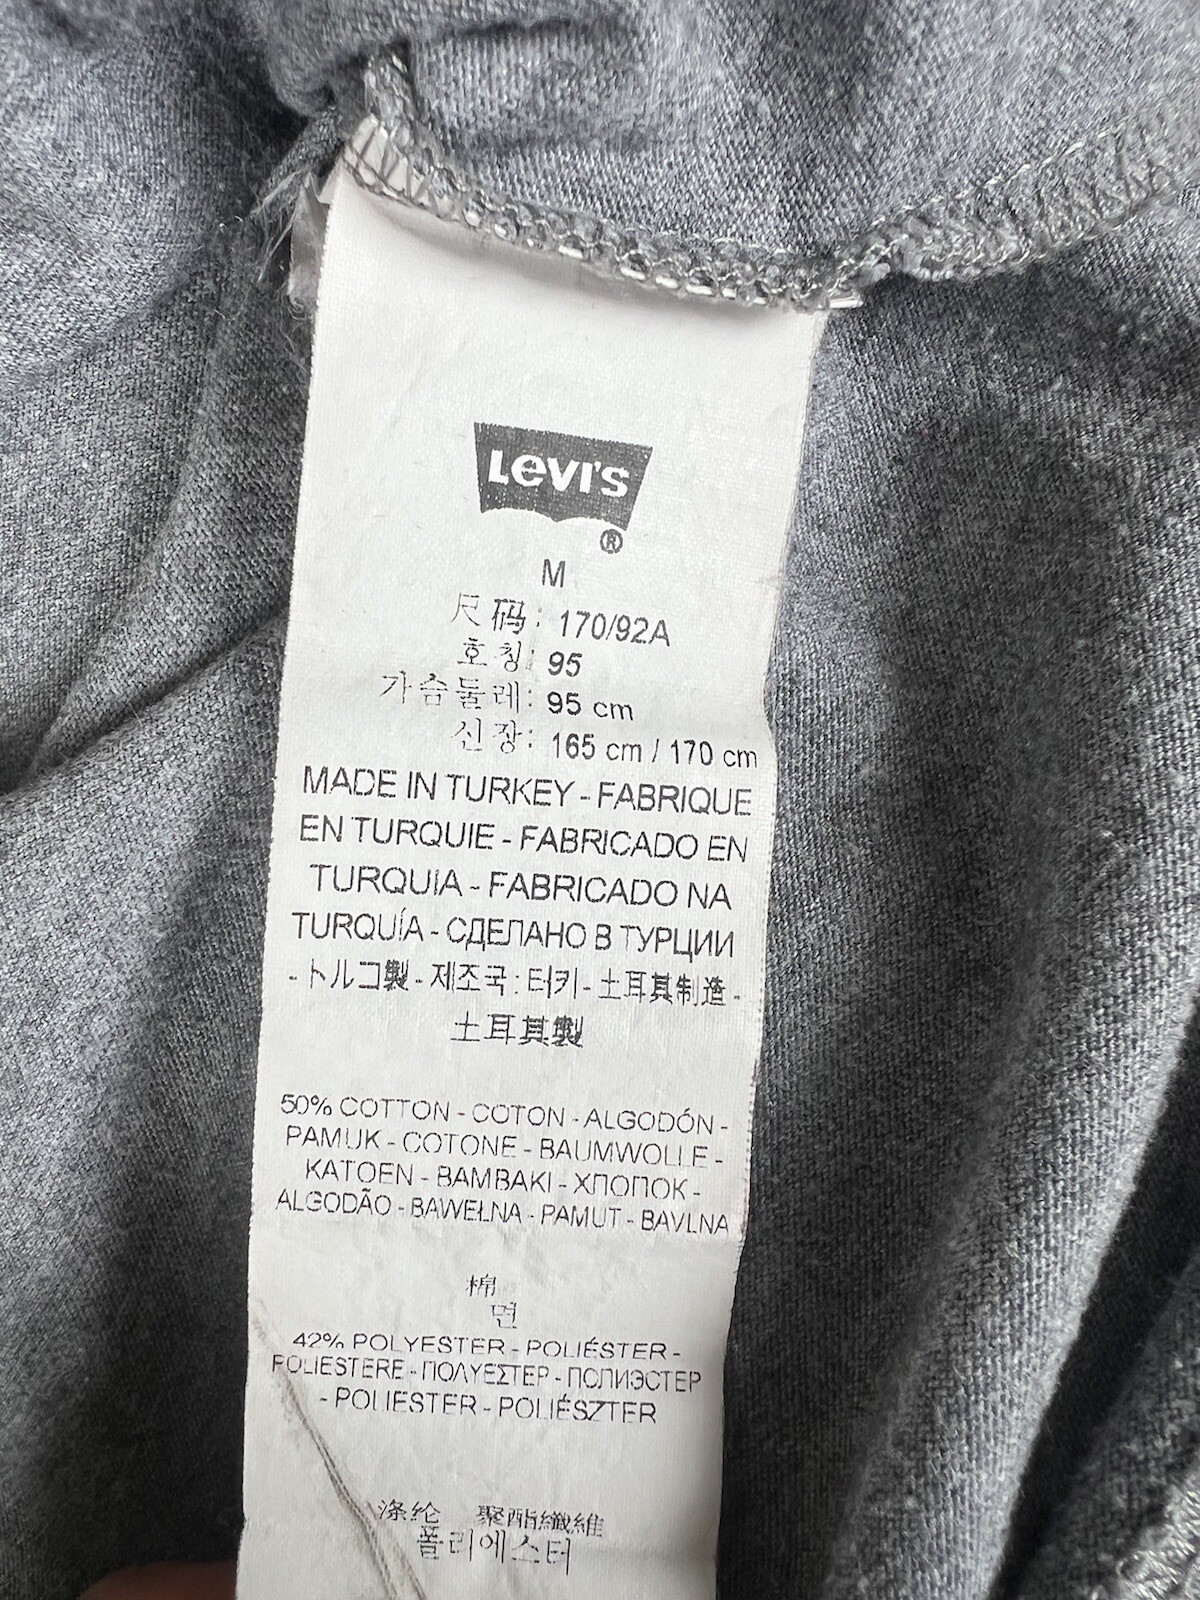 Levi's
®
M
尺码: 170/92A
호칭: 95
가슴둘레: 95 cm
신장: 165 cm / 170 cm
MADE IN TURKEY - FABRIQUE
EN TURQUIE - FABRICADO EN
TURQUIA - FABRICADO NA
TURQUÍA - СДЕЛАНО В ТУРЦИИ
- トルコ製 - 제조국 : 터키 - 土耳其制造 -
土耳其製
50% COTTON - COTON - ALGODÓN -
PAMUK - COTONE - BAUMWOLLE -
KATOEN - BAMBAKI - ХЛОПОК -
ALGODÃO - BAWEŁNA - PAMUT - BAVLNA
棉
면
42% POLYESTER - POLIÉSTER -
POLIESTERE - ΠΟΛΥΕΣΤΕΡ - ПОЛИЭСТЕР
- POLIESTER - POLIÉSZTER
涤纶 聚酯纖維
폴리에스터